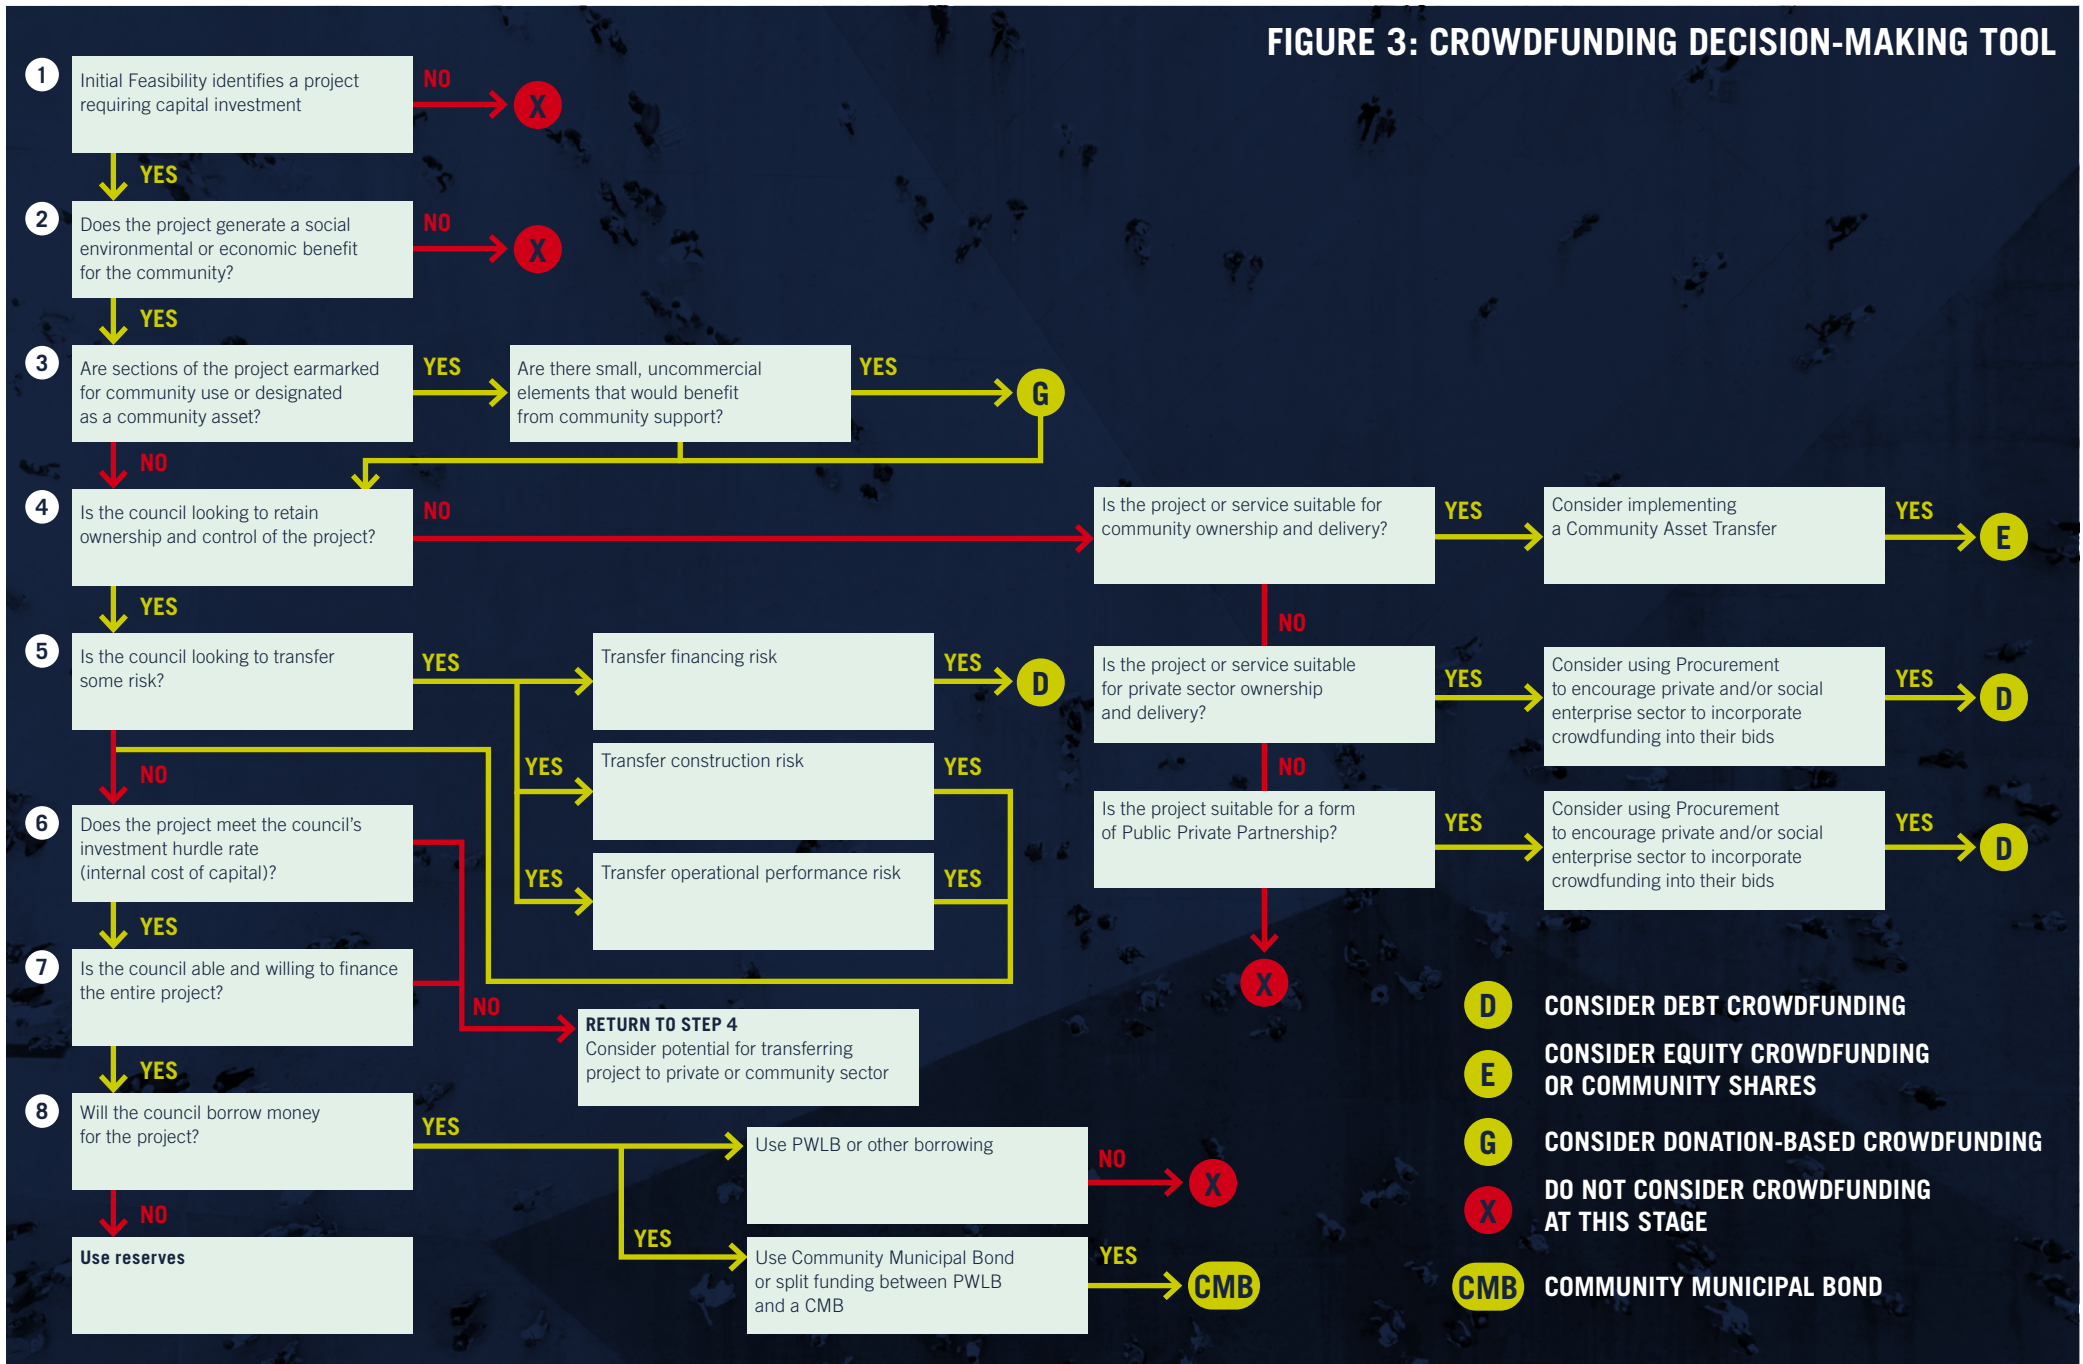 FIGURE 3: CROWDFUNDING DECISION-MAKING TOOL
1
Initial Feasibility identifies a project
requiring capital investment
NO
X
YES
2
Does the project generate a social
environmental or economic benefit
for the community?
NO
X
YES
3
Are sections of the project earmarked
for community use or designated
as a community asset?
YES
Are there small, uncommercial
elements that would benefit
from community support?
YES
G
NO
4
Is the council looking to retain
ownership and control of the project?
NO
Is the project or service suitable for
community ownership and delivery?
YES
Consider implementing
a Community Asset Transfer
YES
E
YES
NO
5
Is the council looking to transfer
some risk?
YES
Transfer financing risk
YES
D
Is the project or service suitable
for private sector ownership
and delivery?
YES
Consider using Procurement
to encourage private and/or social
enterprise sector to incorporate
crowdfunding into their bids
YES
D
NO
YES
Transfer construction risk
YES
NO
6
Does the project meet the council's
investment hurdle rate
(internal cost of capital)?
YES
Transfer operational performance risk
YES
Is the project suitable for a form
of Public Private Partnership?
YES
Consider using Procurement
to encourage private and/or social
enterprise sector to incorporate
crowdfunding into their bids
YES
D
YES
X
7
Is the council able and willing to finance
the entire project?
NO
RETURN TO STEP 4
Consider potential for transferring
project to private or community sector
YES
8
Will the council borrow money
for the project?
YES
Use PWLB or other borrowing
NO
X
NO
Use reserves
YES
Use Community Municipal Bond
or split funding between PWLB
and a CMB
YES
CMB
D
CONSIDER DEBT CROWDFUNDING
E
CONSIDER EQUITY CROWDFUNDING
OR COMMUNITY SHARES
G
CONSIDER DONATION-BASED CROWDFUNDING
X
DO NOT CONSIDER CROWDFUNDING
AT THIS STAGE
CMB
COMMUNITY MUNICIPAL BOND